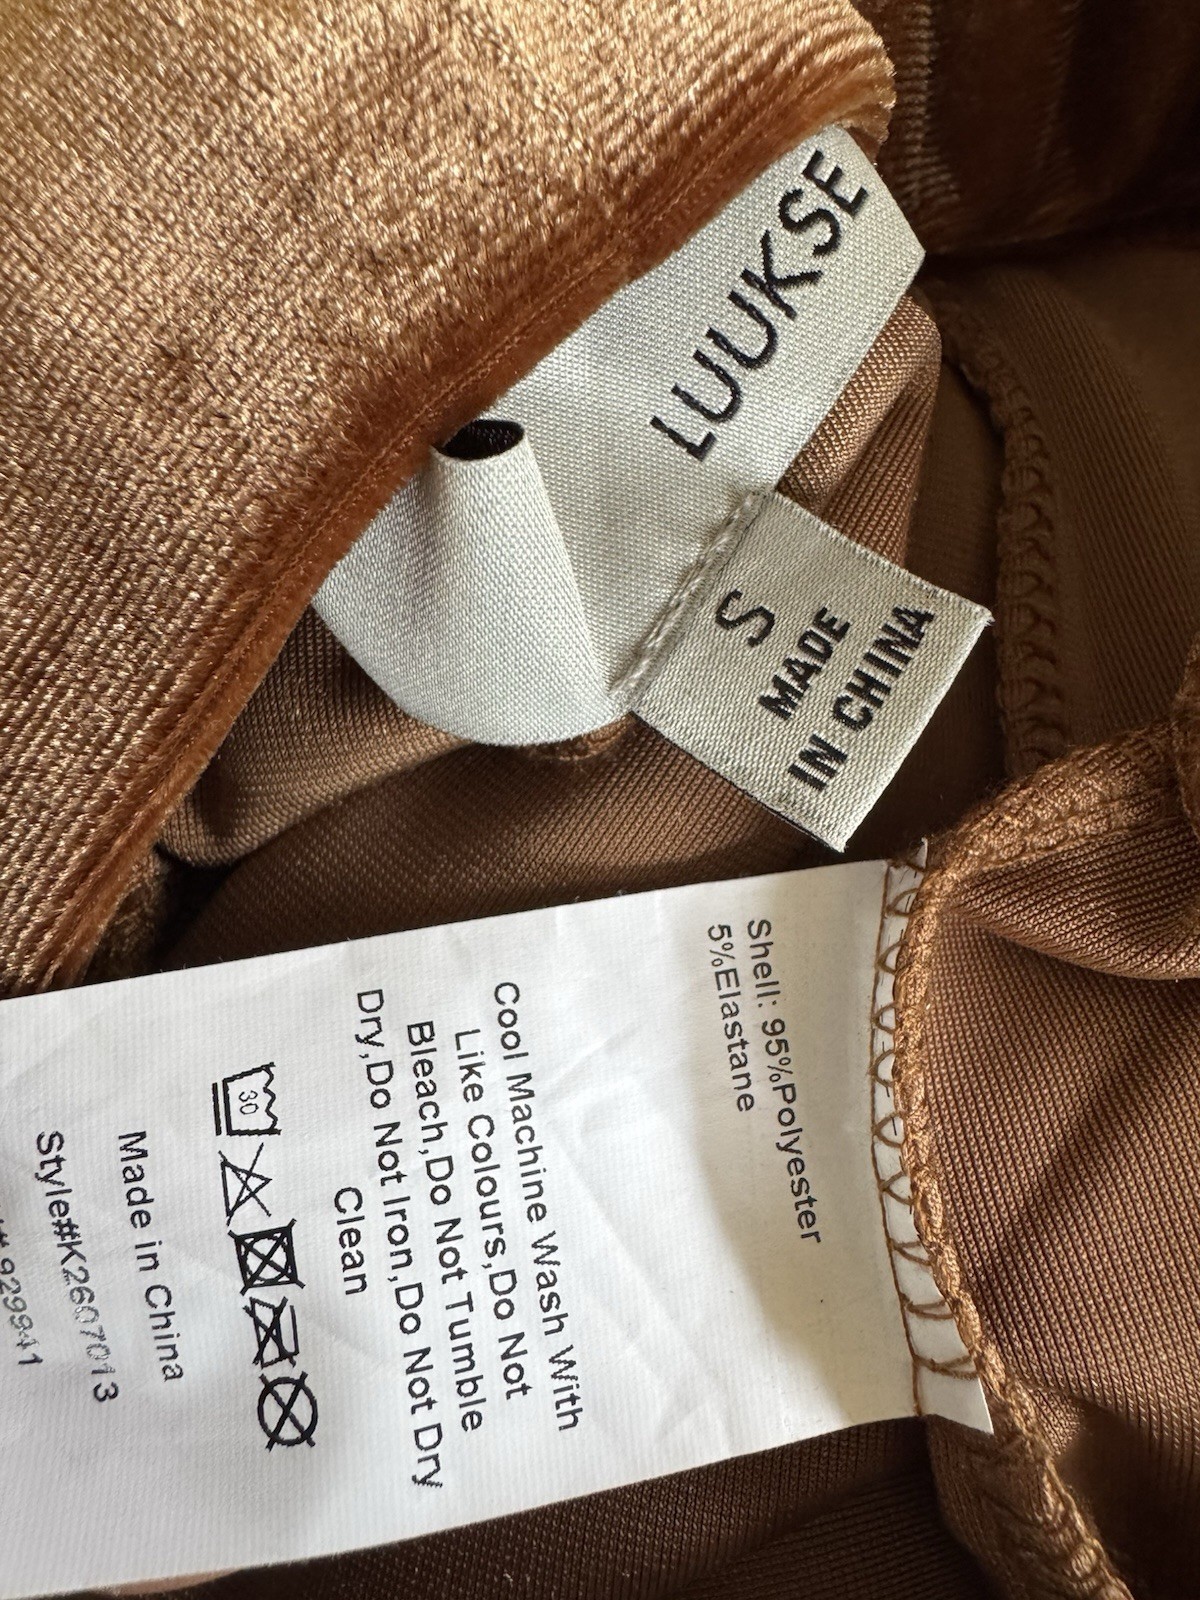 LUUKSE
S
MADE
IN CHINA
Shell: 95%Polyester
5%Elastane
Cool Machine Wash With
Like Colours,Do Not
Bleach,Do Not Tumble
Dry,Do Not Iron,Do Not Dry
Clean
30
Made in China
Style#K2607013